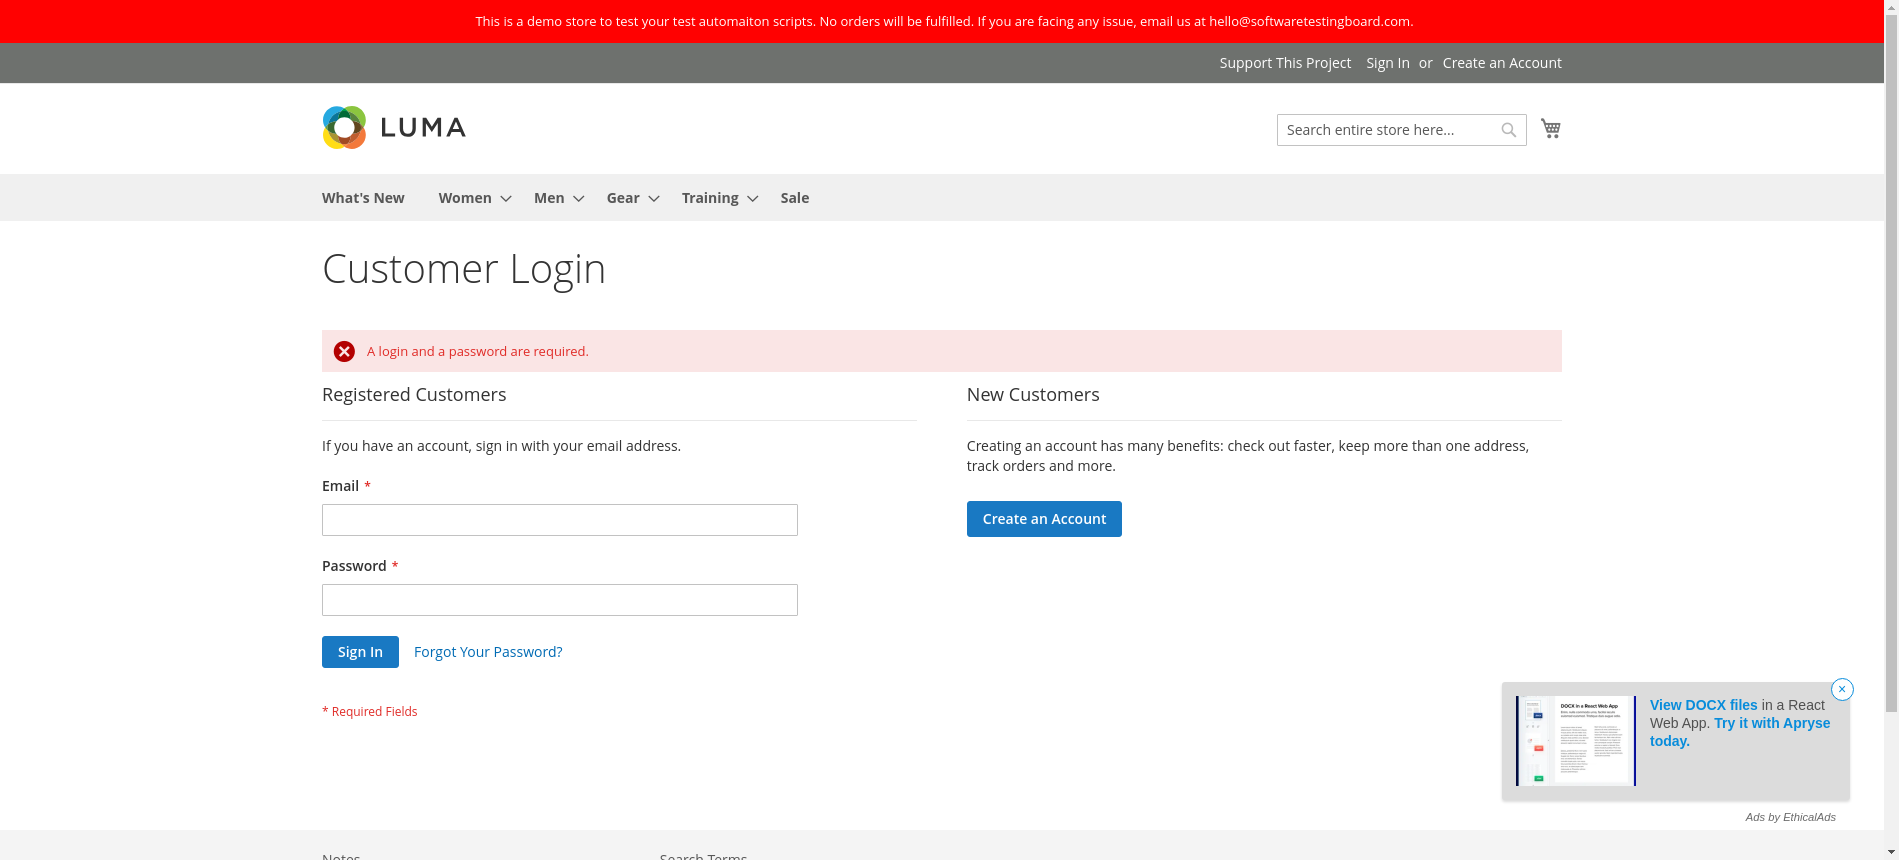 This is a demo store to test your test automaiton scripts. No orders will be fulfilled. If you are facing any issue, email us at hello@softwaretestingboard.com.
Support This Project Sign In or Create an Account
LUMA
Search entire store here...
What's New Women Men Gear Training Sale
Customer Login
A login and a password are required.
Registered Customers
If you have an account, sign in with your email address.
Email *
Password *
Sign In Forgot Your Password?
* Required Fields
New Customers
Creating an account has many benefits: check out faster, keep more than one address,
track orders and more.
Create an Account
DOCX in a React Web App
View DOCX files in a React
Web App. Try it with Apryse
today.
Ads by EthicalAds
Notes
Search Terms